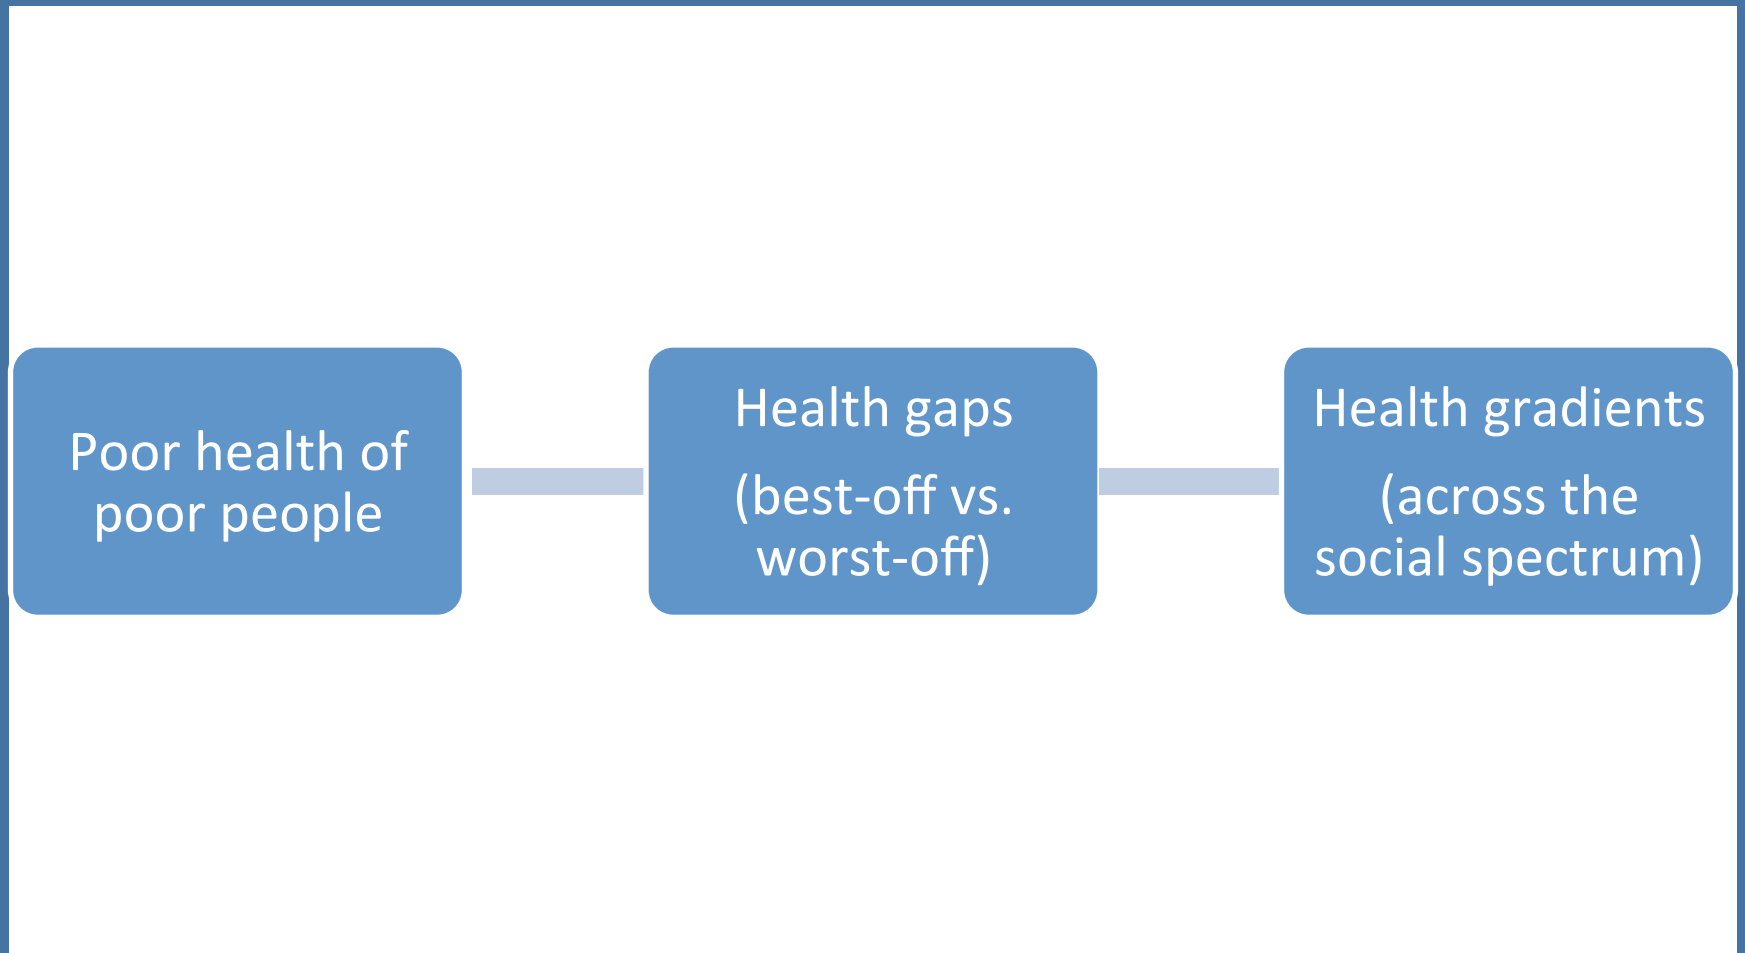 Poor health of
poor people
Health gaps
(best-off vs.
worst-off)
Health gradients
(across the
social spectrum)